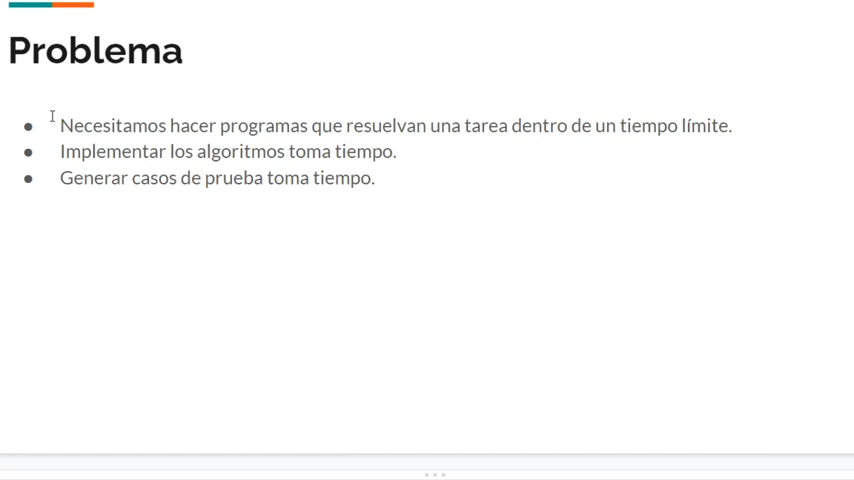 Problema
● Necesitamos hacer programas que resuelvan una tarea dentro de un tiempo límite.
● Implementar los algoritmos toma tiempo.
● Generar casos de prueba toma tiempo.